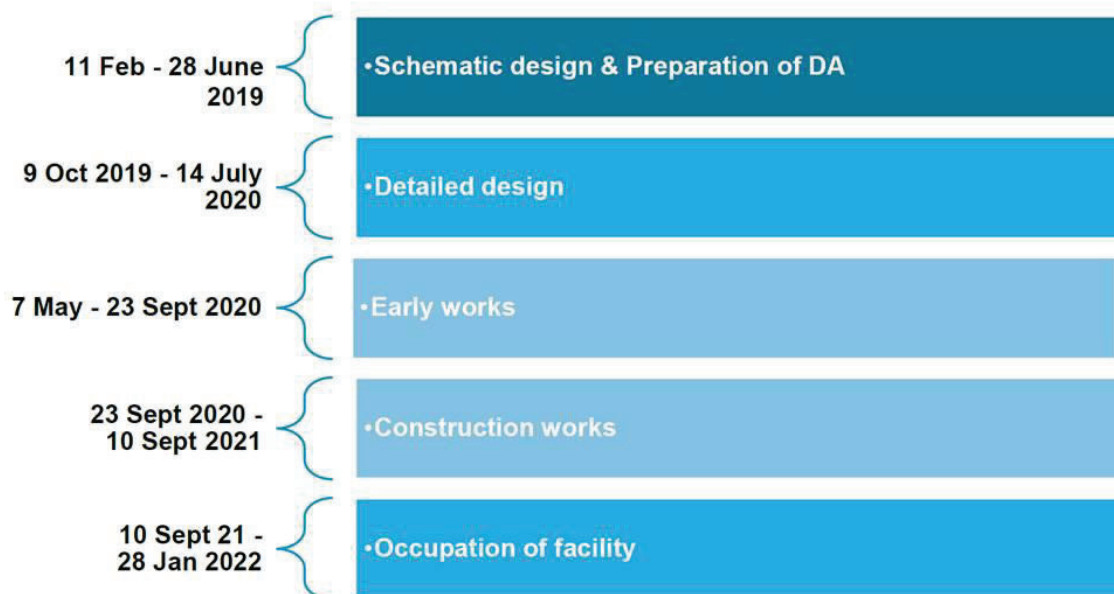 11 Feb - 28 June
2019
•Schematic design & Preparation of DA
9 Oct 2019 - 14 July
2020
•Detailed design
7 May - 23 Sept 2020
•Early works
23 Sept 2020 -
10 Sept 2021
•Construction works
10 Sept 21 -
28 Jan 2022
•Occupation of facility